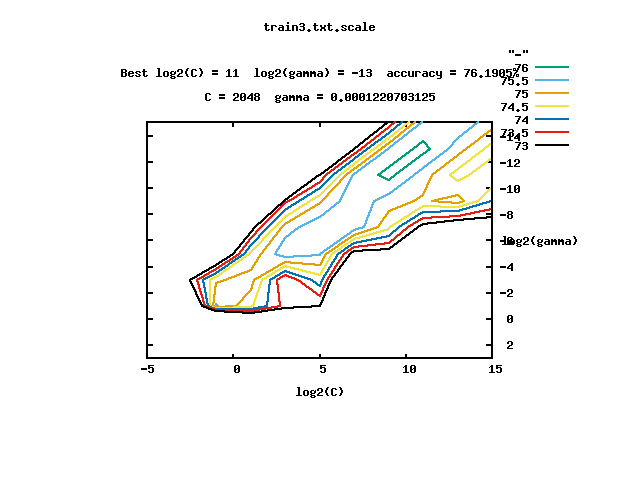 train3.txt.scale
"-"
Best log2(C) = 11  log2(gamma) = -13  accuracy = 76.1905%
76
75.5
C = 2048  gamma = 0.0001220703125
75
74.5
74
73.5
-14
73
-12
-10
-8
-6
log2(gamma)
-4
-2
0
2
-5 0 5 10 15
log2(C)